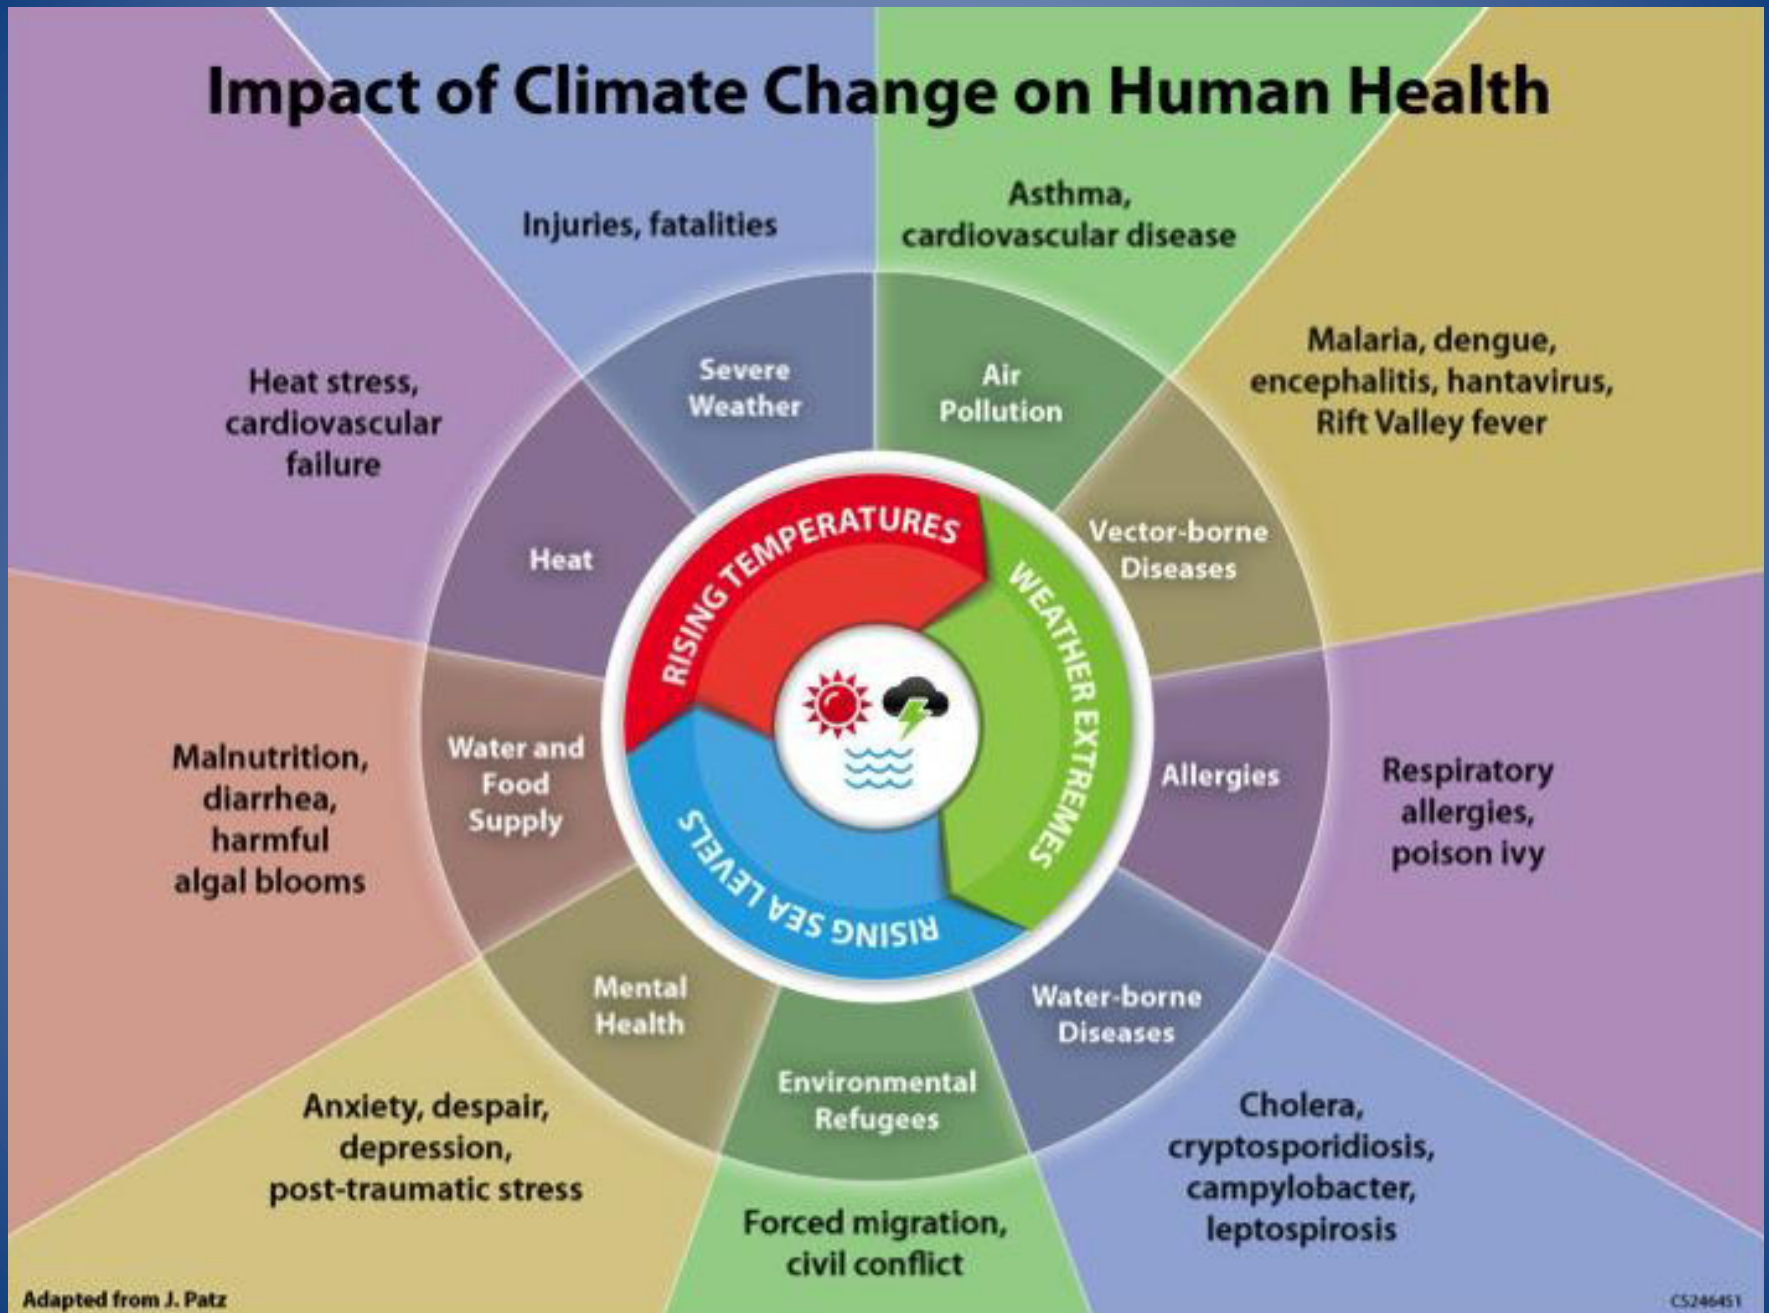 Impact of Climate Change on Human Health
Injuries, fatalities
Asthma,
cardiovascular disease
Malaria, dengue,
encephalitis, hantavirus,
Rift Valley fever
Respiratory
allergies,
poison ivy
Cholera,
cryptosporidiosis,
campylobacter,
leptospirosis
Forced migration,
civil conflict
Anxiety, despair,
depression,
post-traumatic stress
Malnutrition,
diarrhea,
harmful
algal blooms
Heat stress,
cardiovascular
failure
Severe
Weather
Air
Pollution
Vector-borne
Diseases
Allergies
Water-borne
Diseases
Environmental
Refugees
Mental
Health
Water and
Food
Supply
Heat
RISING TEMPERATURES
WEATHER EXTREMES
RISING SEA LEVELS
Adapted from J. Patz
CS246451